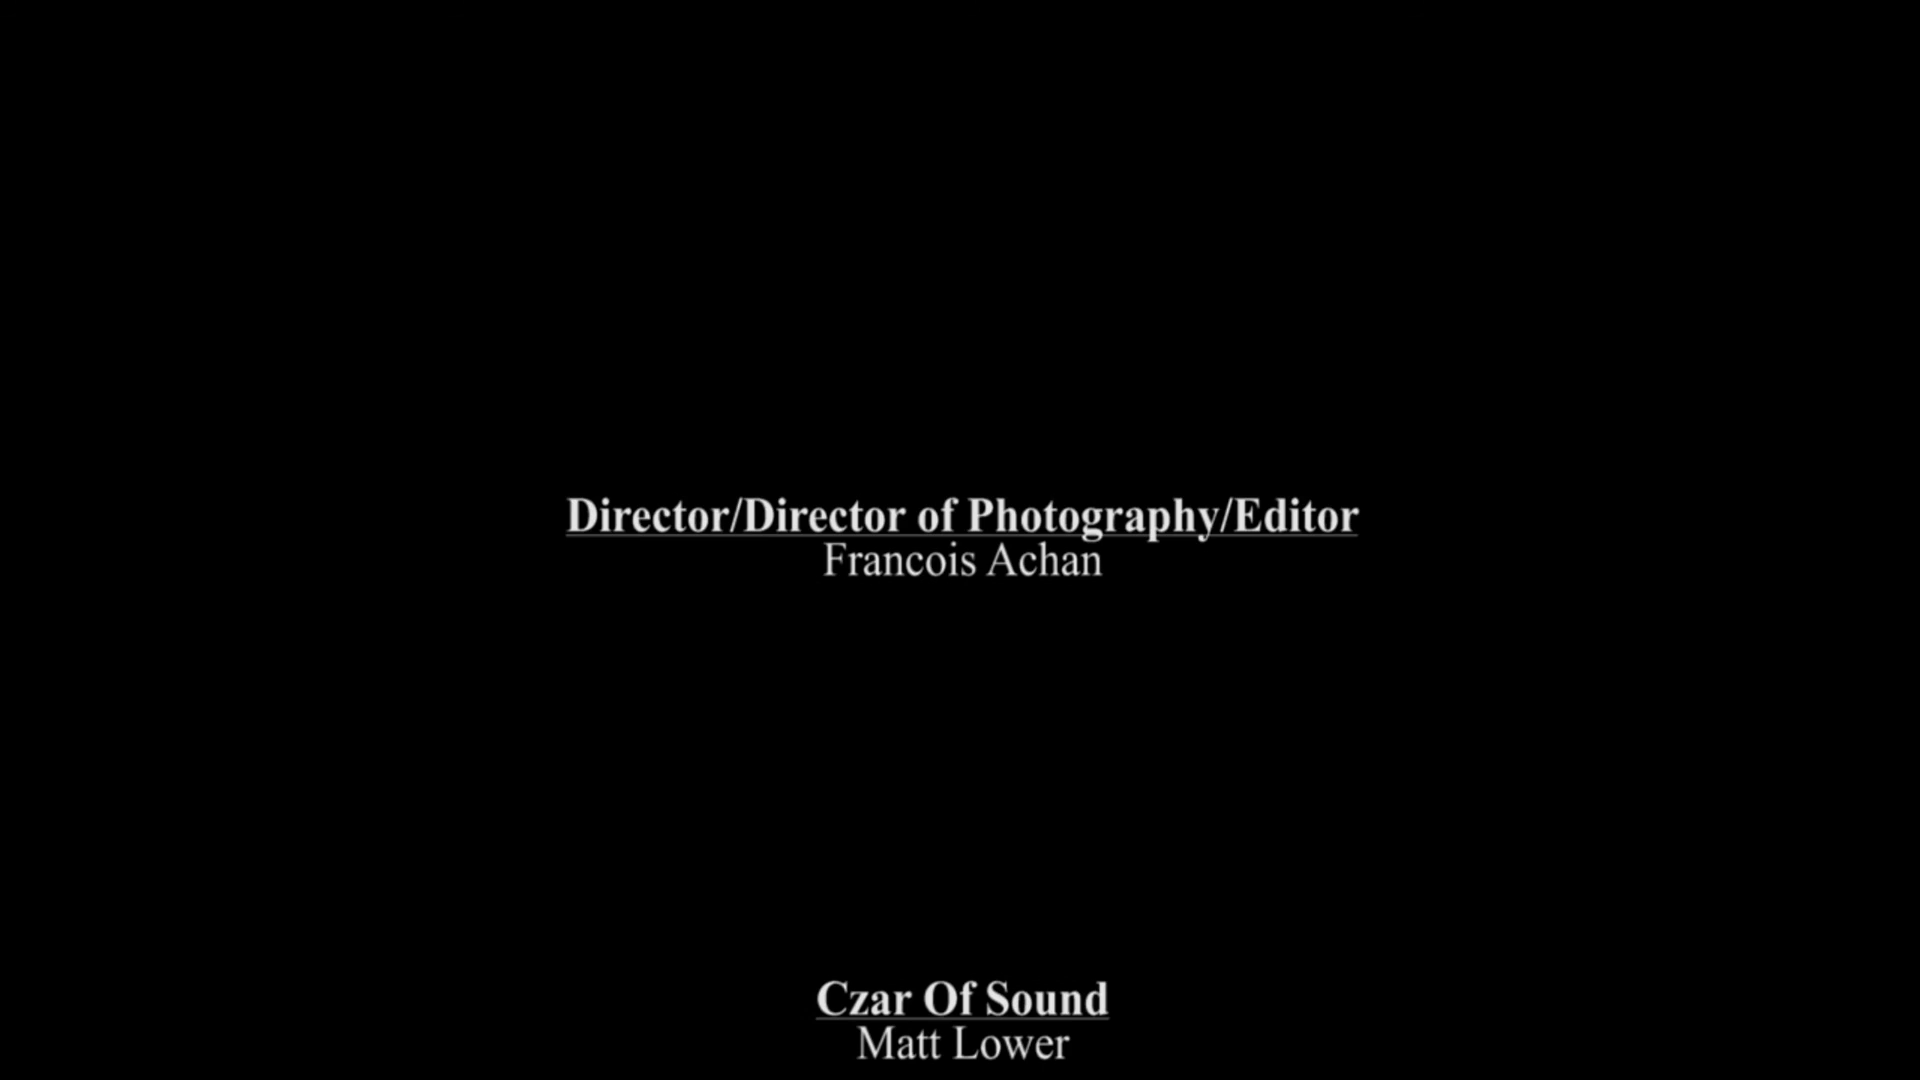 Director/Director of Photography/Editor
Francois Achan
Czar Of Sound
Matt Lower